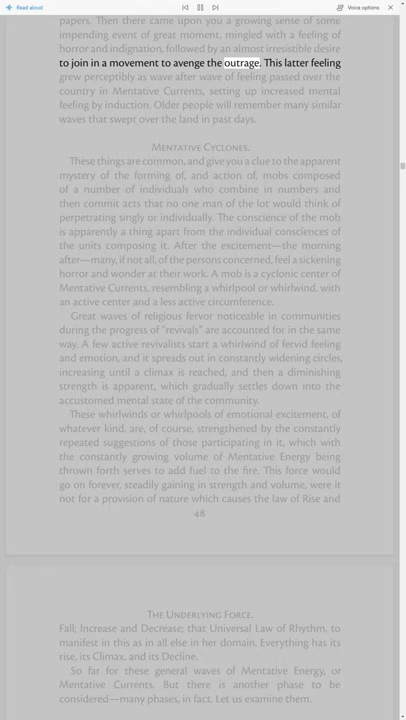 Read aloud
Voice options
papers. Then there came upon you a growing sense of some
impending event of great moment, mingled with a feeling of
horror and indignation, followed by an almost irresistible desire
to join in a movement to avenge the outrage. This latter feeling
grew perceptibly as wave after wave of feeling passed over the
country in Mentative Currents, setting up increased mental
feeling by induction. Older people will remember many similar
waves that swept over the land in past days.
MENTATIVE CYCLONES.
These things are common, and give you a clue to the apparent
mystery of the forming of, and action of, mobs composed
of a number of individuals who combine in numbers and
then commit acts that no one man of the lot would think of
perpetrating singly or individually. The conscience of the mob
is apparently a thing apart from the individual consciences of
the units composing it. After the excitement—the morning
after—many, if not all, of the persons concerned, feel a sickening
horror and wonder at their work. A mob is a cyclonic center of
Mentative Currents, resembling a whirlpool or whirlwind, with
an active center and a less active circumference.
Great waves of religious fervor noticeable in communities
during the progress of "revivals" are accounted for in the same
way. A few active revivalists start a whirlwind of fervid feeling
and emotion, and it spreads out in constantly widening circles,
increasing until a climax is reached, and then a diminishing
strength is apparent, which gradually settles down into the
accustomed mental state of the community.
These whirlwinds or whirlpools of emotional excitement, of
whatever kind, are, of course, strengthened by the constantly
repeated suggestions of those participating in it, which with
the constantly growing volume of Mentative Energy being
thrown forth serves to add fuel to the fire. This force would
go on forever, steadily gaining in strength and volume, were it
not for a provision of nature which causes the law of Rise and
48
THE UNDERLYING FORCE.
Fall; Increase and Decrease; that Universal Law of Rhythm, to
manifest in this as in all else in her domain. Everything has its
rise, its Climax, and its Decline.
So far for these general waves of Mentative Energy, or
Mentative Currents. But there is another phase to be
considered—many phases, in fact. Let us examine them.